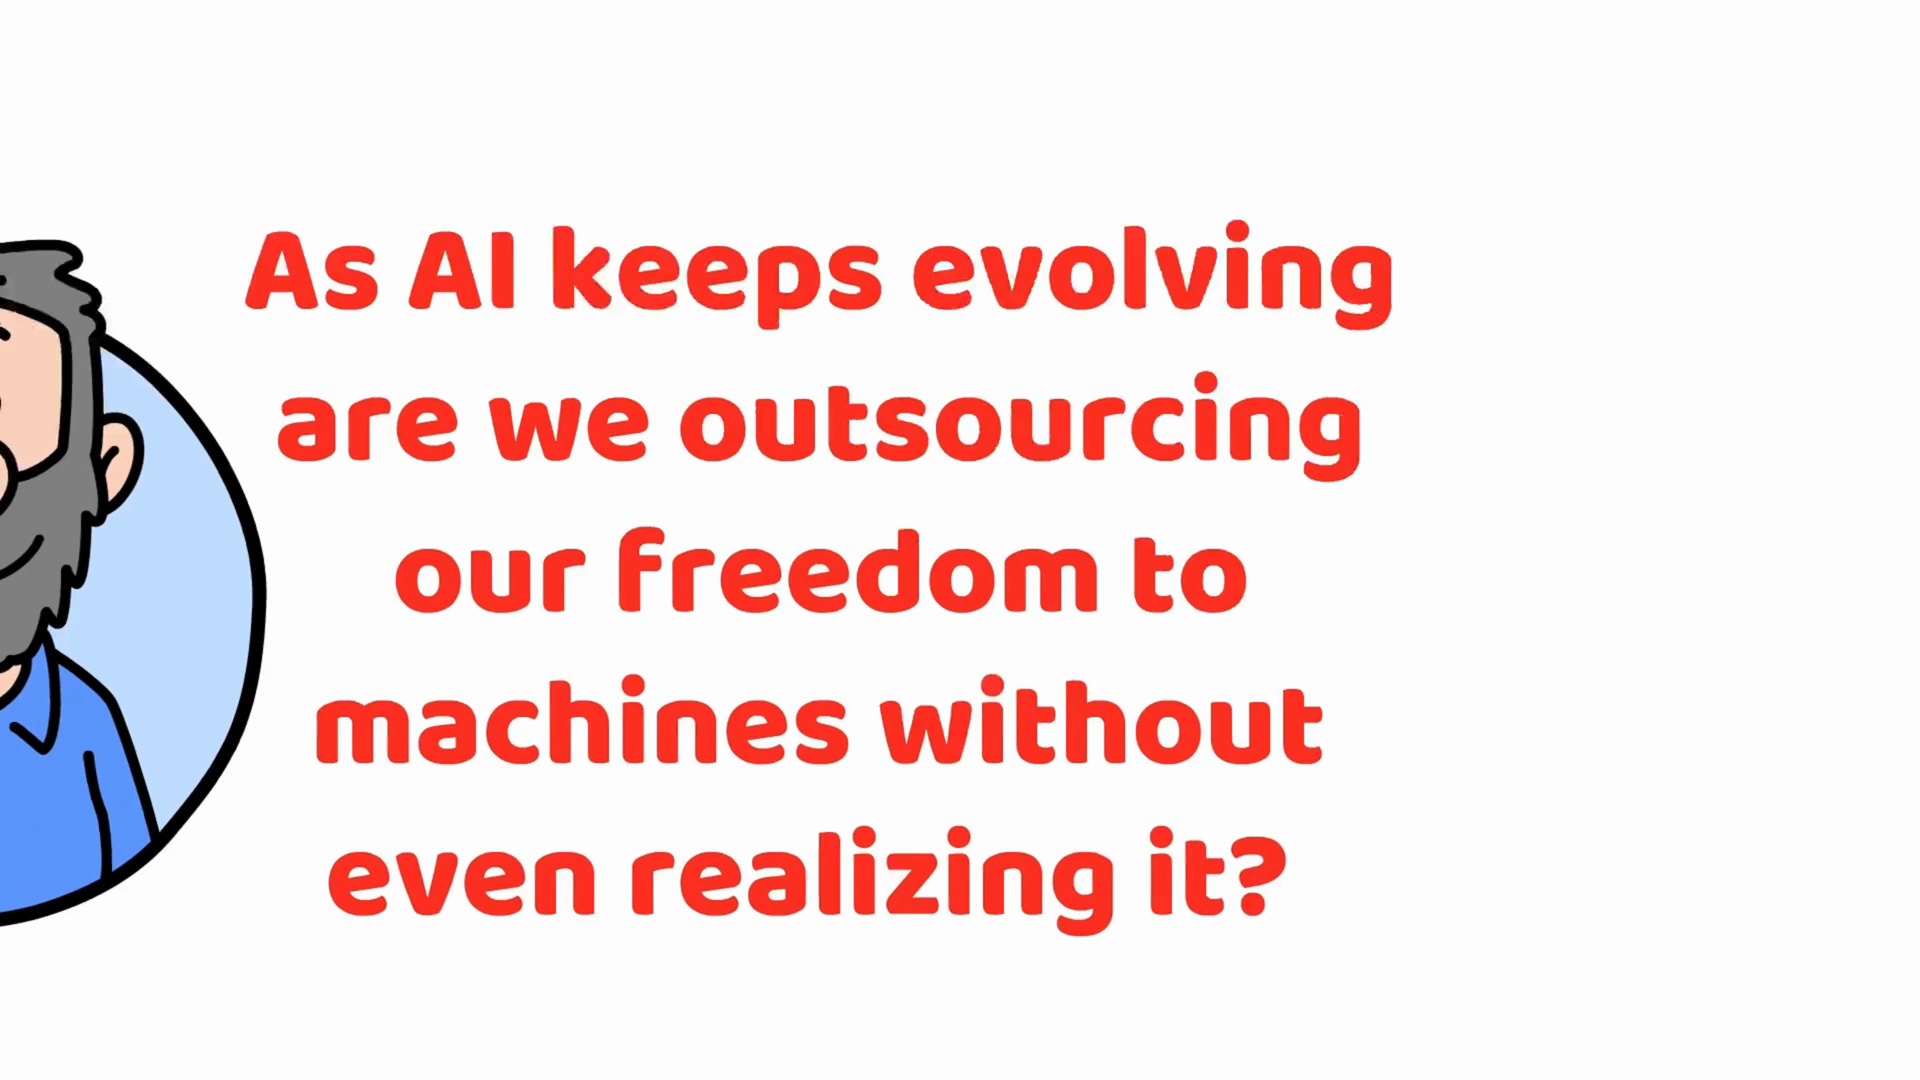 As AI keeps evolving
are we outsourcing
our freedom to
machines without
even realizing it?